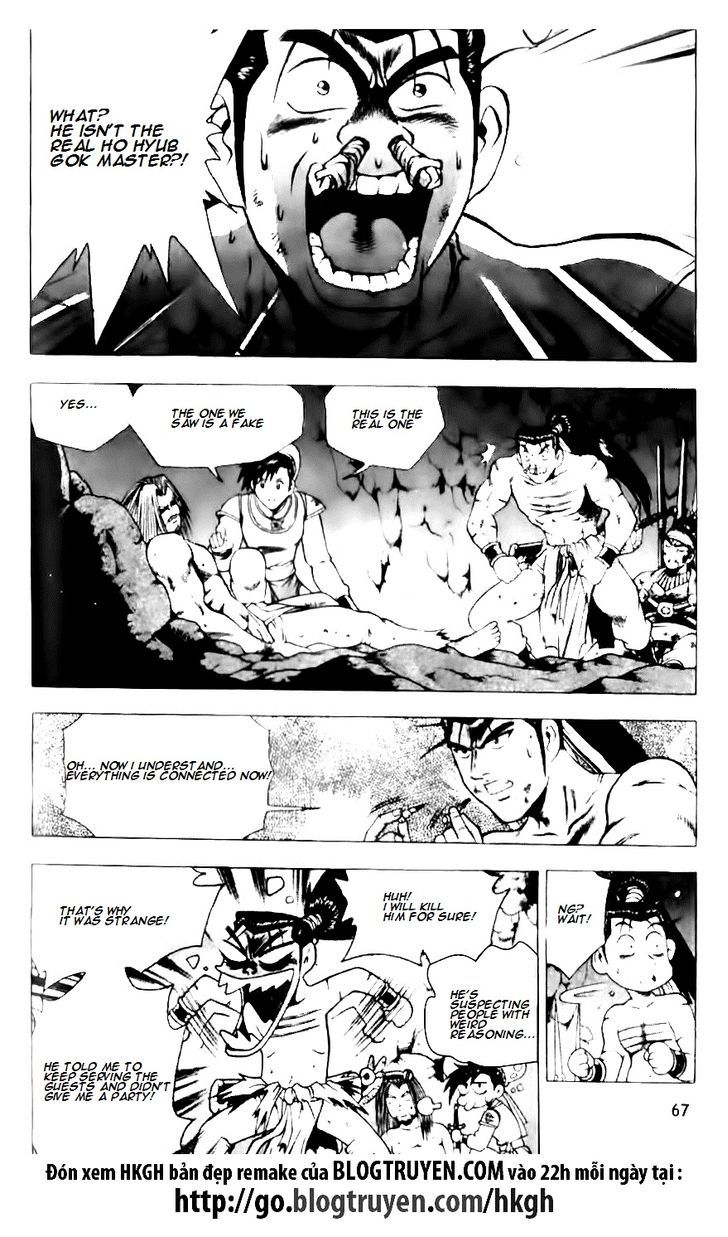 WHAT?
HE ISN'T THE
REAL HO HYUB
GOK MASTER?!
YES...
THE ONE WE
SAW IS A FAKE
THIS IS THE
REAL ONE
OH... NOW I UNDERSTAND...
EVERYTHING IS CONNECTED NOW!
THAT'S WHY
IT WAS STRANGE!
HUH!
I WILL KILL
HIM FOR SURE!
HE'S
SUSPECTING
PEOPLE WITH
WEIRD
REASONING...
HE TOLD ME TO
KEEP SERVING THE
GUESTS AND DIDN'T
GIVE ME A PARTY!
NG?
WAIT!
67
Đón xem HKGH bản đẹp remake của BLOGTRUYEN.COM vào 22h mỗi ngày tại :
http://go.blogtruyen.com/hkgh